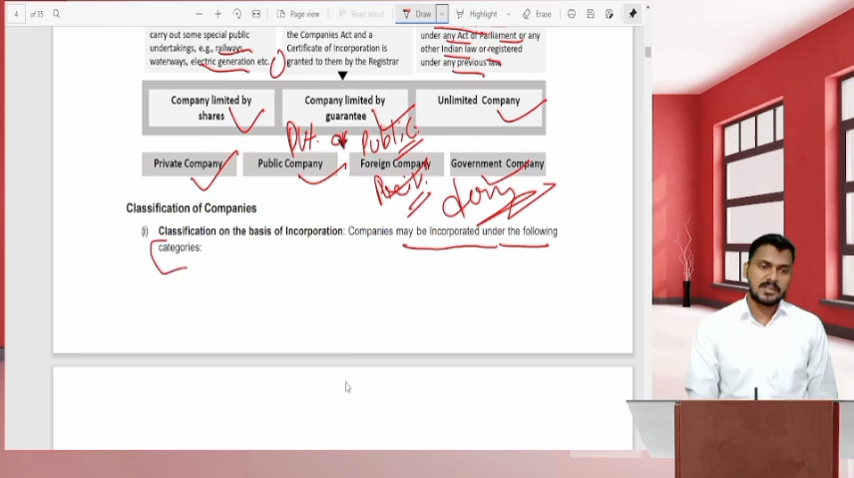 4 of 35 Page view Read aloud Draw Highlight Erase
carry out some special public
undertakings, e.g., railways,
waterways, electric generation etc.
the Companies Act and a
Certificate of Incorporation is
granted to them by the Registrar
under any Act of Parliament or any
other Indian law or registered
under any previous law.
Company limited by
shares
Company limited by
guarantee
Unlimited Company
Pvt. or Public.
Private Company Public Company Foreign Company Government Company
Classification of Companies
(i) Classification on the basis of Incorporation: Companies may be Incorporated under the following
categories: